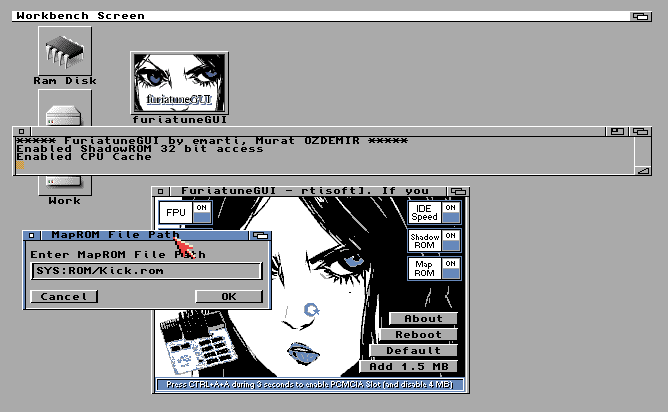 Workbench Screen
Ram Disk
furiatuneGUI
furiatuneGUI
***** FuriatuneGUI by emarti, Murat OZDEMIR *****
Enabled ShadowROM 32 bit access
Enabled CPU Cache
Work
FuriatuneGUI - rtisoft]. If you
FPU
ON
IDE
Speed
ON
Shadow
ROM
ON
Map
ROM
ON
MapROM File Path
Enter MapROM File Path
SYS:ROM/Kick.rom
Cancel
OK
About
Reboot
Default
Add 1.5 MB
Press CTRL+A+A during 3 seconds to enable PCMCIA Slot (and disable 4 MB)